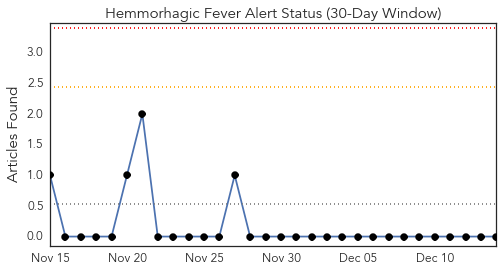 Hemmorhagic Fever Alert Status (30-Day Window)
Articles Found
3.0
2.5
2.0
1.5
1.0
0.5
0.0
Nov 15 Nov 20 Nov 25 Nov 30 Dec 05 Dec 10